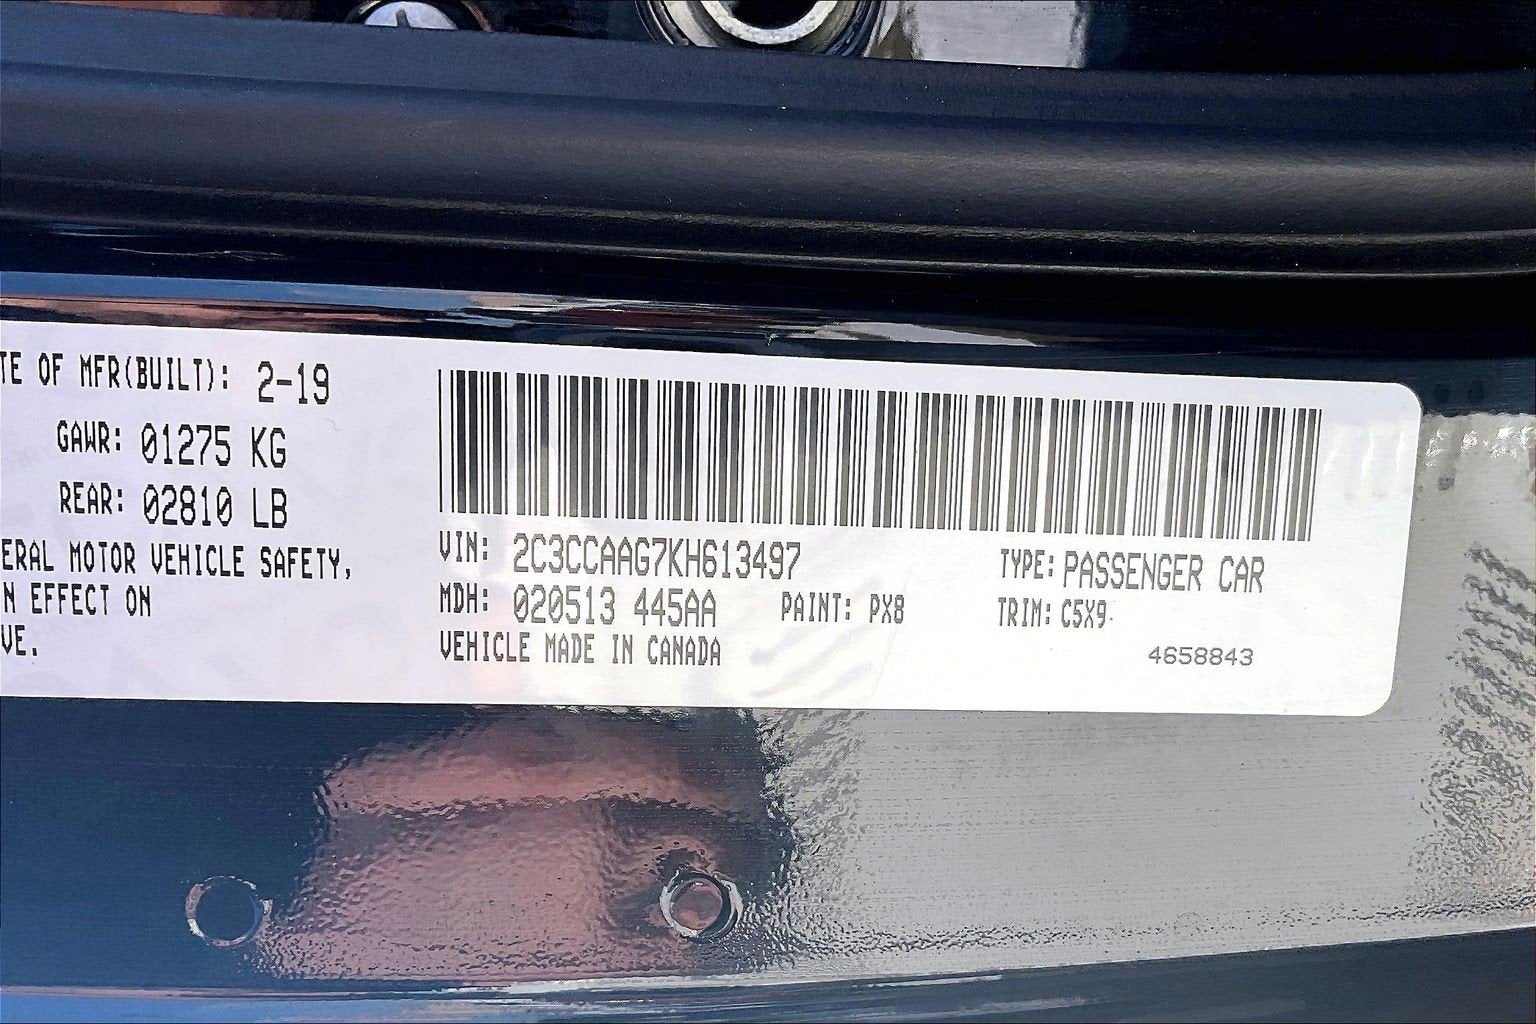 TE OF MFR(BUILT): 2-19
GAWR: 01275 KG
REAR: 02810 LB
ERAL MOTOR VEHICLE SAFETY,
N EFFECT ON
VE.
VIN: 2C3CCAAG7KH613497
TYPE: PASSENGER CAR
MDH: 020513 445AA
PAINT: PX8
TRIM: C5X9
VEHICLE MADE IN CANADA
4658843